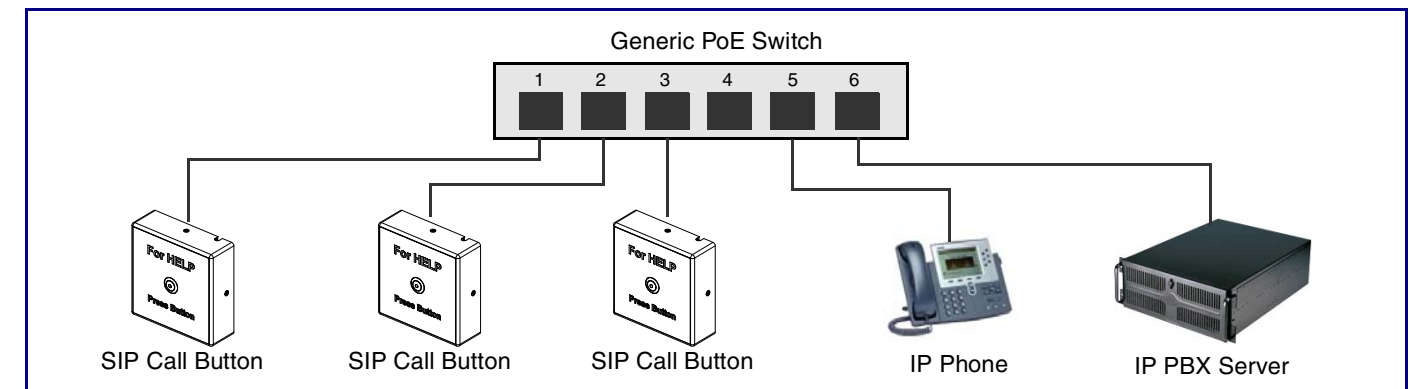 Generic PoE Switch
1 2 3 4 5 6
For HELP
Press Button
For HELP
Press Button
For HELP
Press Button
SIP Call Button
SIP Call Button
SIP Call Button
IP Phone
IP PBX Server